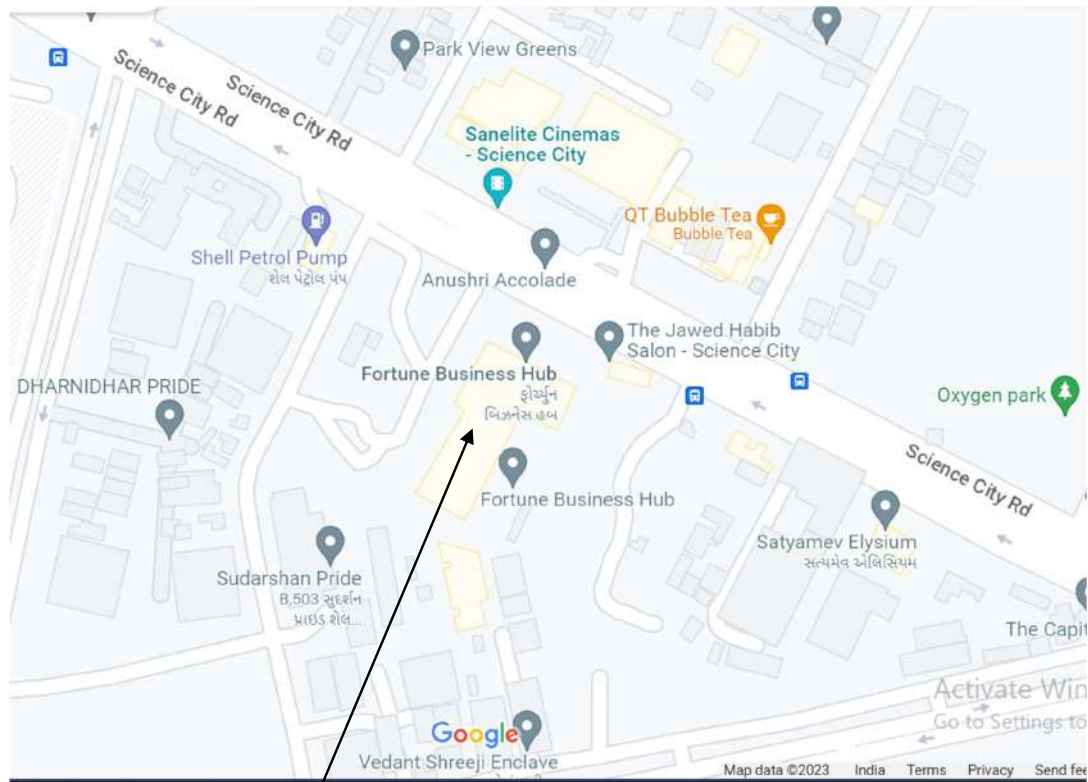 Park View Greens
Science City Rd
Science City Rd
Sanelite Cinemas
- Science City
QT Bubble Tea
Bubble Tea
Shell Petrol Pump
શેલ પેટ્રોલ પંપ
Anushri Accolade
The Jawed Habib
Salon - Science City
Fortune Business Hub
ફોર્ચ્યુન
બિઝનેસ હબ
DHARNIDHAR PRIDE
Oxygen park
Science City Rd
Fortune Business Hub
Satyamev Elysium
સત્યમેવ એલિસિયમ
Sudarshan Pride
B,503 સુદર્શન
પ્રાઇડ શેલ...
The Capit
Activate Win
Go to Settings to
Google
Vedant Shreeji Enclave
Map data ©2023 India Terms Privacy Send fee